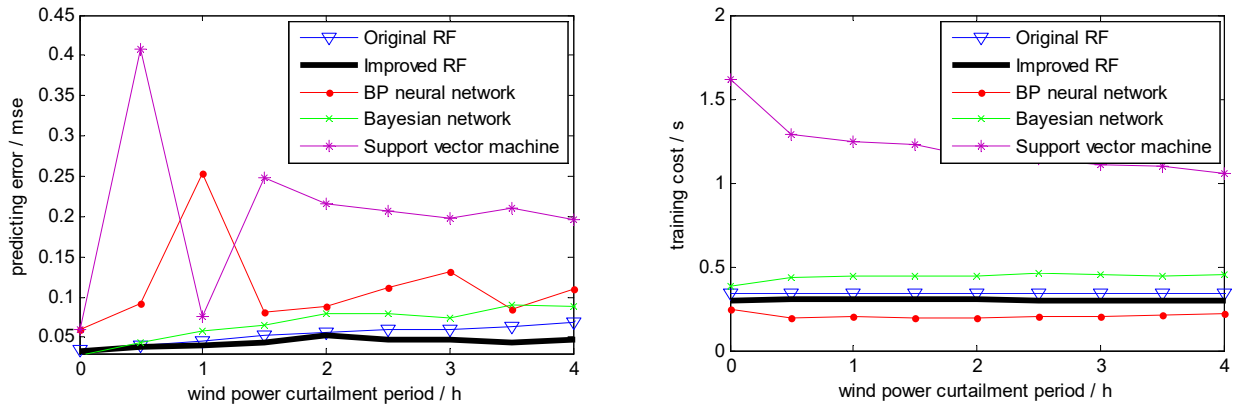 0.45
0.4
0.35
0.3
0.25
0.2
0.15
0.1
0.05
predicting error / mse
0 1 2 3 4
wind power curtailment period / h
Original RF
Improved RF
BP neural network
Bayesian network
Support vector machine
2
1.5
1
0.5
0
training cost / s
0 1 2 3 4
wind power curtailment period / h
Original RF
Improved RF
BP neural network
Bayesian network
Support vector machine